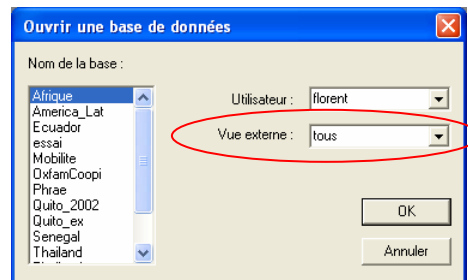 Ouvrir une base de données
Nom de la base :
Afrique
America_Lat
Ecuador
essai
Mobilite
OxfamCoopi
Phrae
Quito_2002
Quito_ex
Senegal
Thailand
Utilisateur :
florent
Vue externe :
tous
OK
Annuler